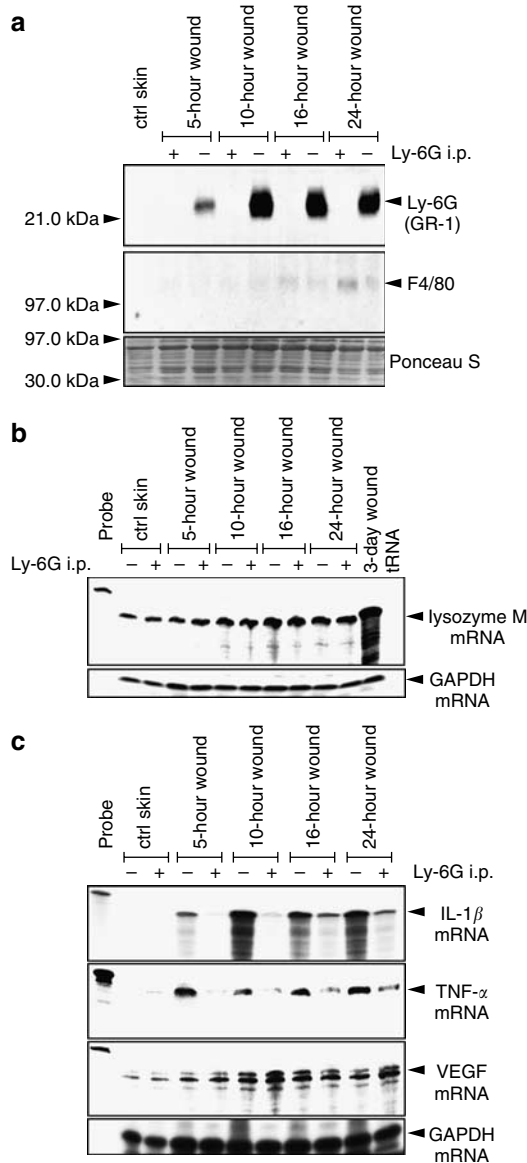 a
ctrl skin
5-hour wound
10-hour wound
16-hour wound
24-hour wound
+ − + − + − + − Ly-6G i.p.
Ly-6G
(GR-1)
21.0 kDa
F4/80
97.0 kDa
97.0 kDa
Ponceau S
30.0 kDa
b
Probe
ctrl skin
5-hour wound
10-hour wound
16-hour wound
24-hour wound
3-day wound
tRNA
Ly-6G i.p. − + − + − + − + − +
lysozyme M
mRNA
GAPDH
mRNA
c
Probe
ctrl skin
5-hour wound
10-hour wound
16-hour wound
24-hour wound
− + − + − + − + − + Ly-6G i.p.
IL-1β
mRNA
TNF-α
mRNA
VEGF
mRNA
GAPDH
mRNA